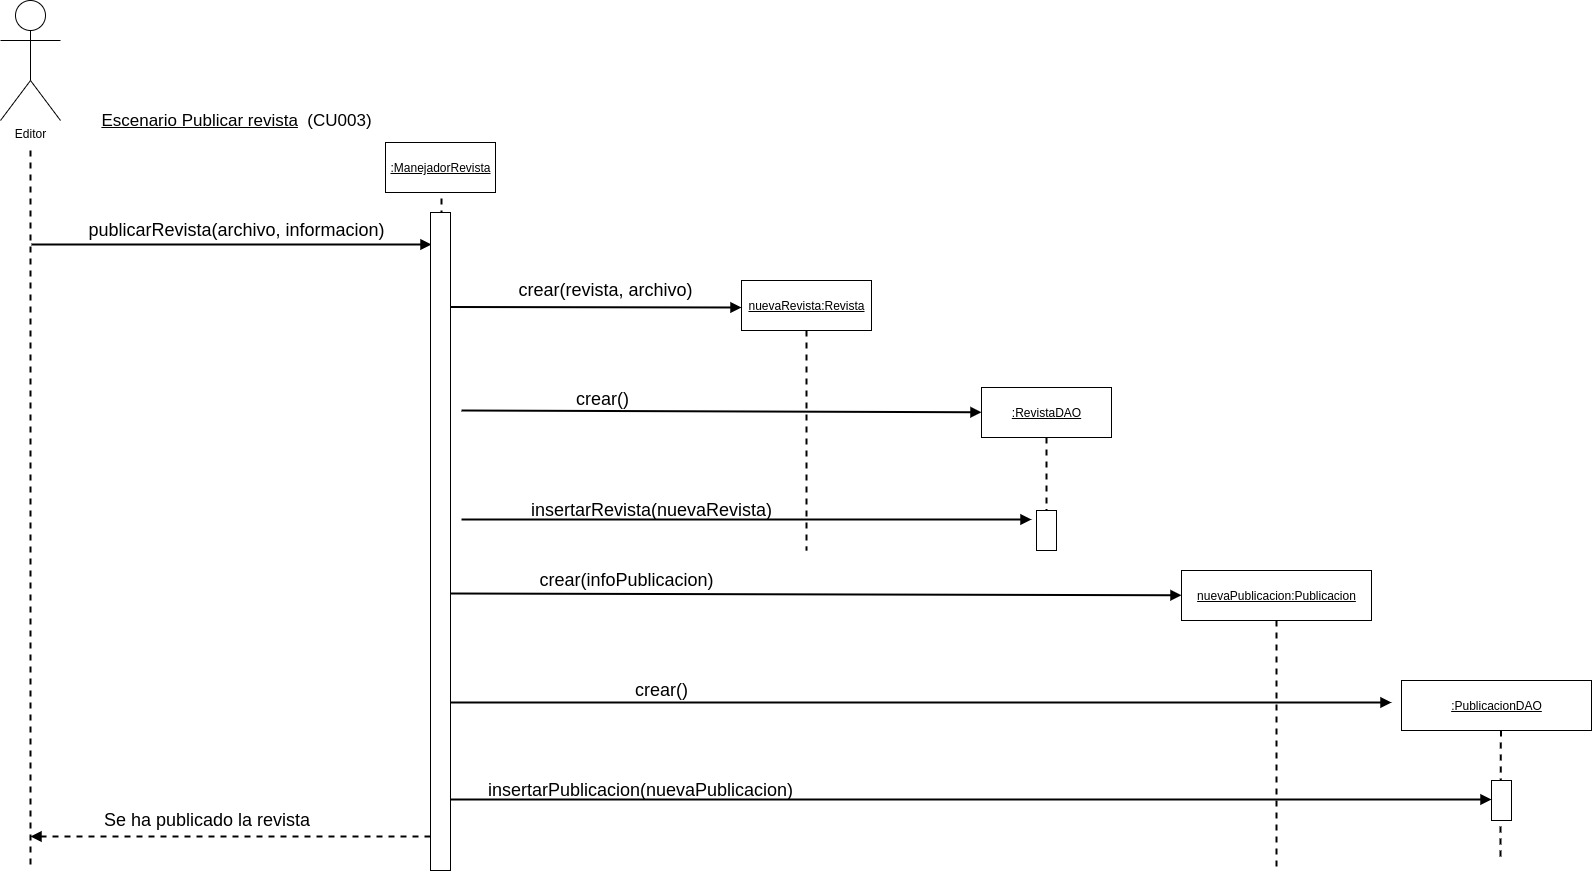 Editor
Escenario Publicar revista (CU003)
:ManejadorRevista
publicarRevista(archivo, informacion)
crear(revista, archivo)
nuevaRevista:Revista
crear()
:RevistaDAO
insertarRevista(nuevaRevista)
crear(infoPublicacion)
nuevaPublicacion:Publicacion
crear()
:PublicacionDAO
insertarPublicacion(nuevaPublicacion)
Se ha publicado la revista